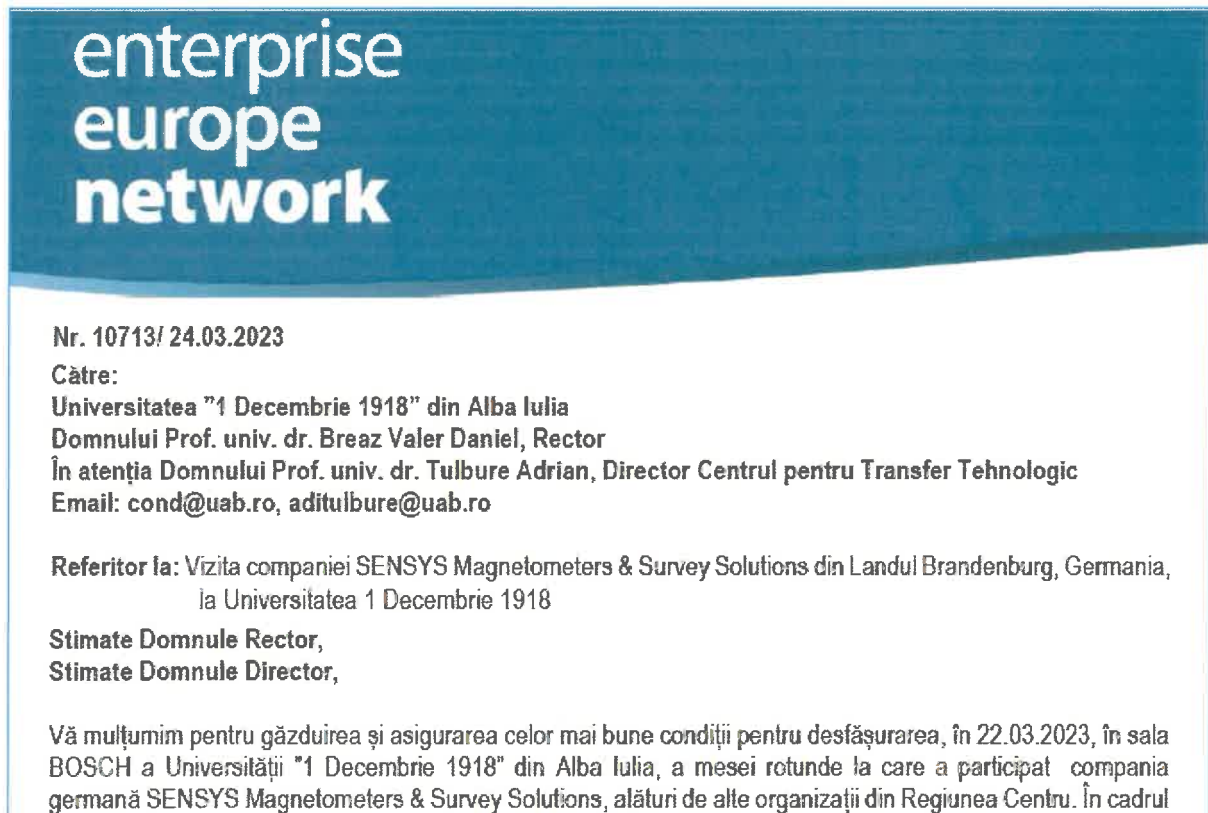 enterprise
europe
network
Nr. 10713/ 24.03.2023
Către:
Universitatea "1 Decembrie 1918" din Alba Iulia
Domnului Prof. univ. dr. Breaz Valer Daniel, Rector
În atenția Domnului Prof. univ. dr. Tulbure Adrian, Director Centrul pentru Transfer Tehnologic
Email: cond@uab.ro, aditulbure@uab.ro
Referitor la: Vizita companiei SENSYS Magnetometers & Survey Solutions din Landul Brandenburg, Germania,
la Universitatea 1 Decembrie 1918
Stimate Domnule Rector,
Stimate Domnule Director,
Vă mulțumim pentru găzduirea și asigurarea celor mai bune condiții pentru desfășurarea, în 22.03.2023, în sala
BOSCH a Universității "1 Decembrie 1918" din Alba Iulia, a mesei rotunde la care a participat compania
germană SENSYS Magnetometers & Survey Solutions, alături de alte organizații din Regiunea Centru. În cadrul